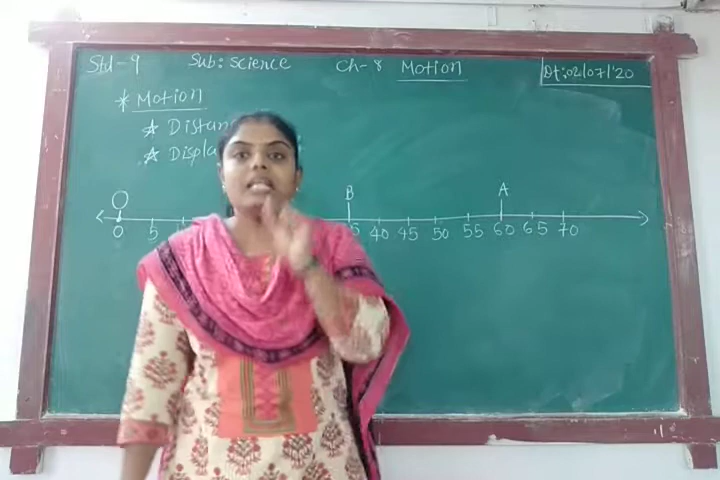 Std-9 Sub: Science Ch-8 Motion Dt:02/07/'20
* Motion
* Distan
* Displa
O B A
0 5 5 40 45 50 55 60 65 70